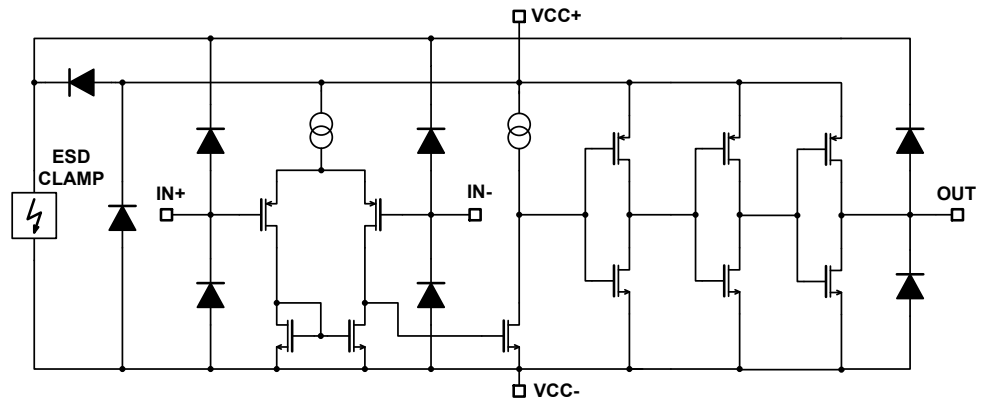 VCC+
ESD
CLAMP
IN+
IN-
OUT
VCC-